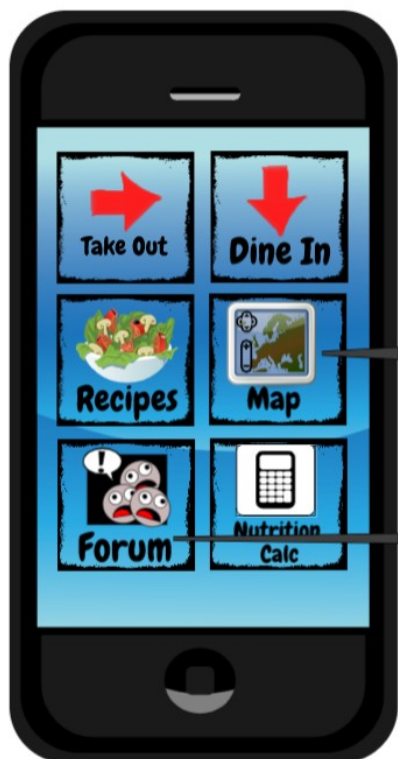 Take Out
Dine In
Recipes
Map
!
Forum
Nutrition
Calc